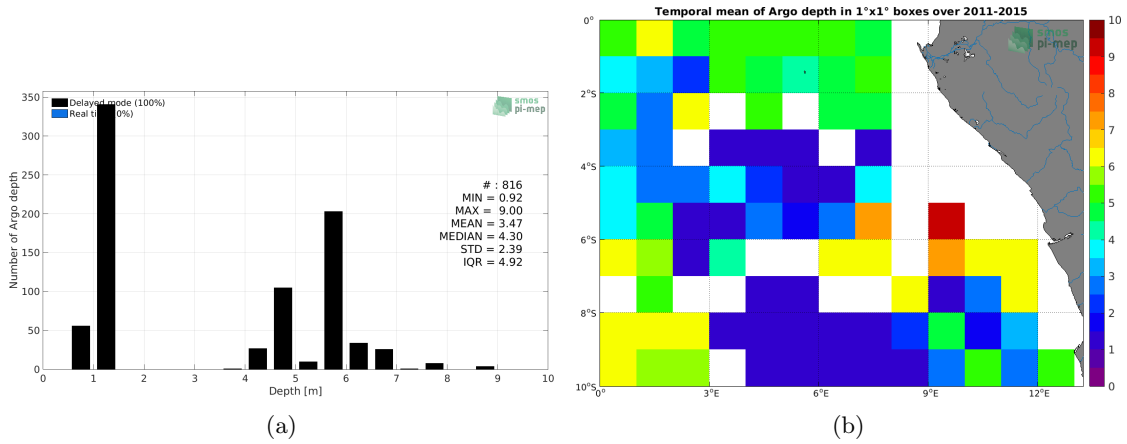 Temporal mean of Argo depth in 1°x1° boxes over 2011-2015
Delayed mode (100%)
smos
pi-mep
# : 816
MIN = 0.92
MAX = 9.00
MEAN = 3.47
MEDIAN = 4.30
STD = 2.39
IQR = 4.92
350
300
250
200
150
100
50
0
Number of Argo depth
0 1 2 3 4 5 6 7 8 9 10
Depth [m]
(a)
smos
pi-mep
0°
2°S
4°S
6°S
8°S
10°S
0° 3°E 6°E 9°E 12°E
10
9
8
7
6
5
4
3
2
1
0
(b)